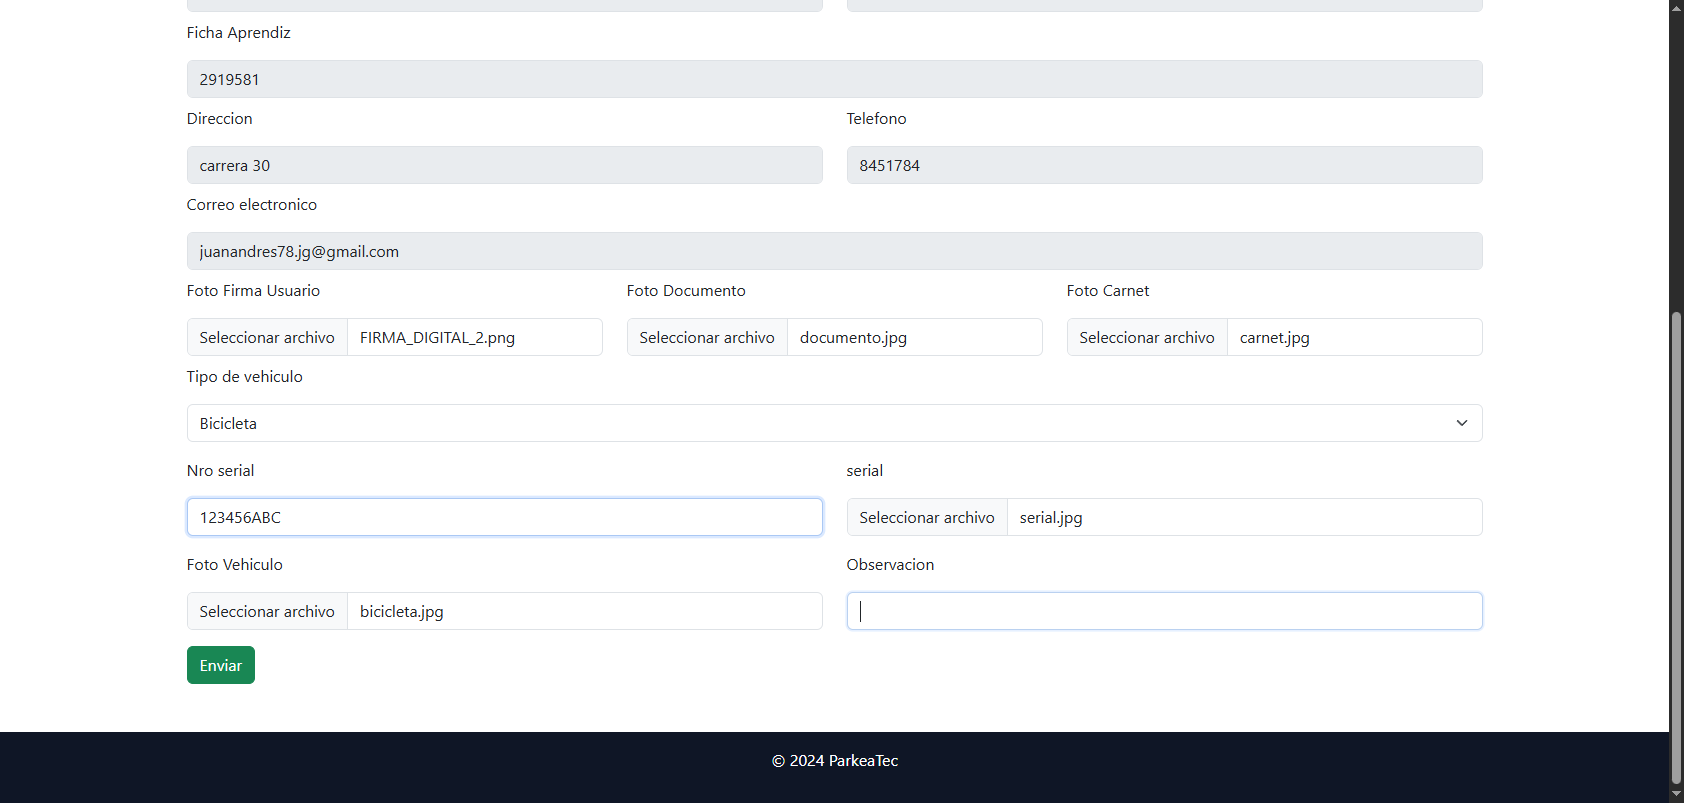 Ficha Aprendiz
2919581
Direccion Telefono
carrera 30 8451784
Correo electronico
juanandres78.jg@gmail.com
Foto Firma Usuario Foto Documento Foto Carnet
Seleccionar archivo FIRMA_DIGITAL_2.png Seleccionar archivo documento.jpg Seleccionar archivo carnet.jpg
Tipo de vehiculo
Bicicleta
Nro serial serial
123456ABC Seleccionar archivo serial.jpg
Foto Vehiculo Observacion
Seleccionar archivo bicicleta.jpg
Enviar
© 2024 ParkeaTec